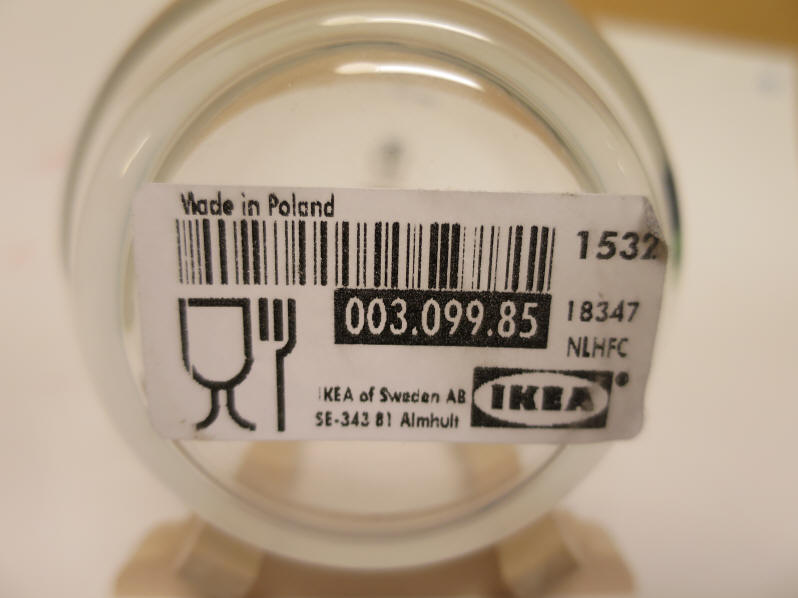 Made in Poland
1532
003.099.85
18347
NLHFC
IKEA of Sweden AB
SE-343 81 Almhult
IKEA®